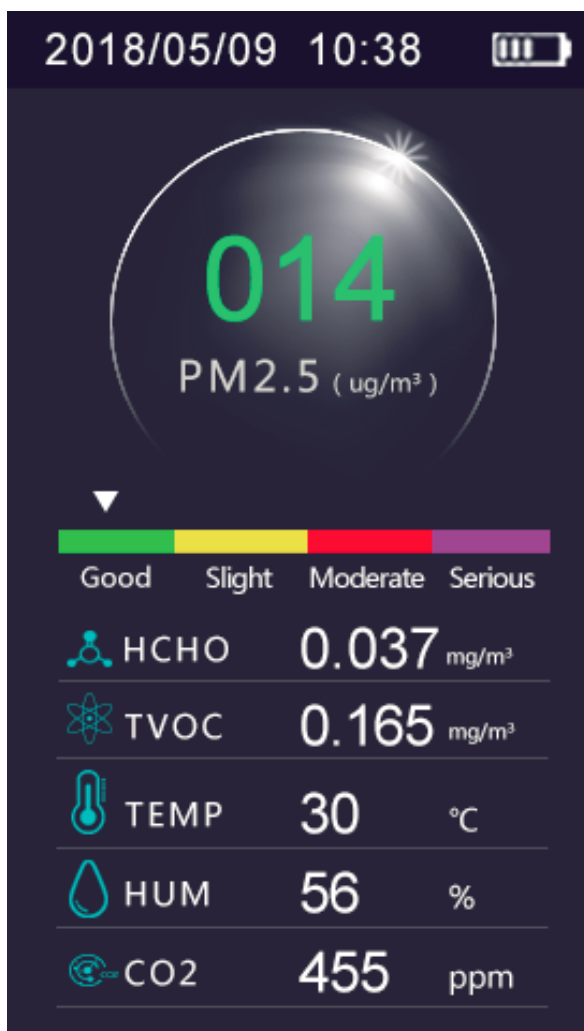 2018/05/09 10:38
014
PM2.5 ( ug/m³ )
Good Slight Moderate Serious
HCHO 0.037 mg/m³
TVOC 0.165 mg/m³
TEMP 30 °C
HUM 56 %
CO2 455 ppm